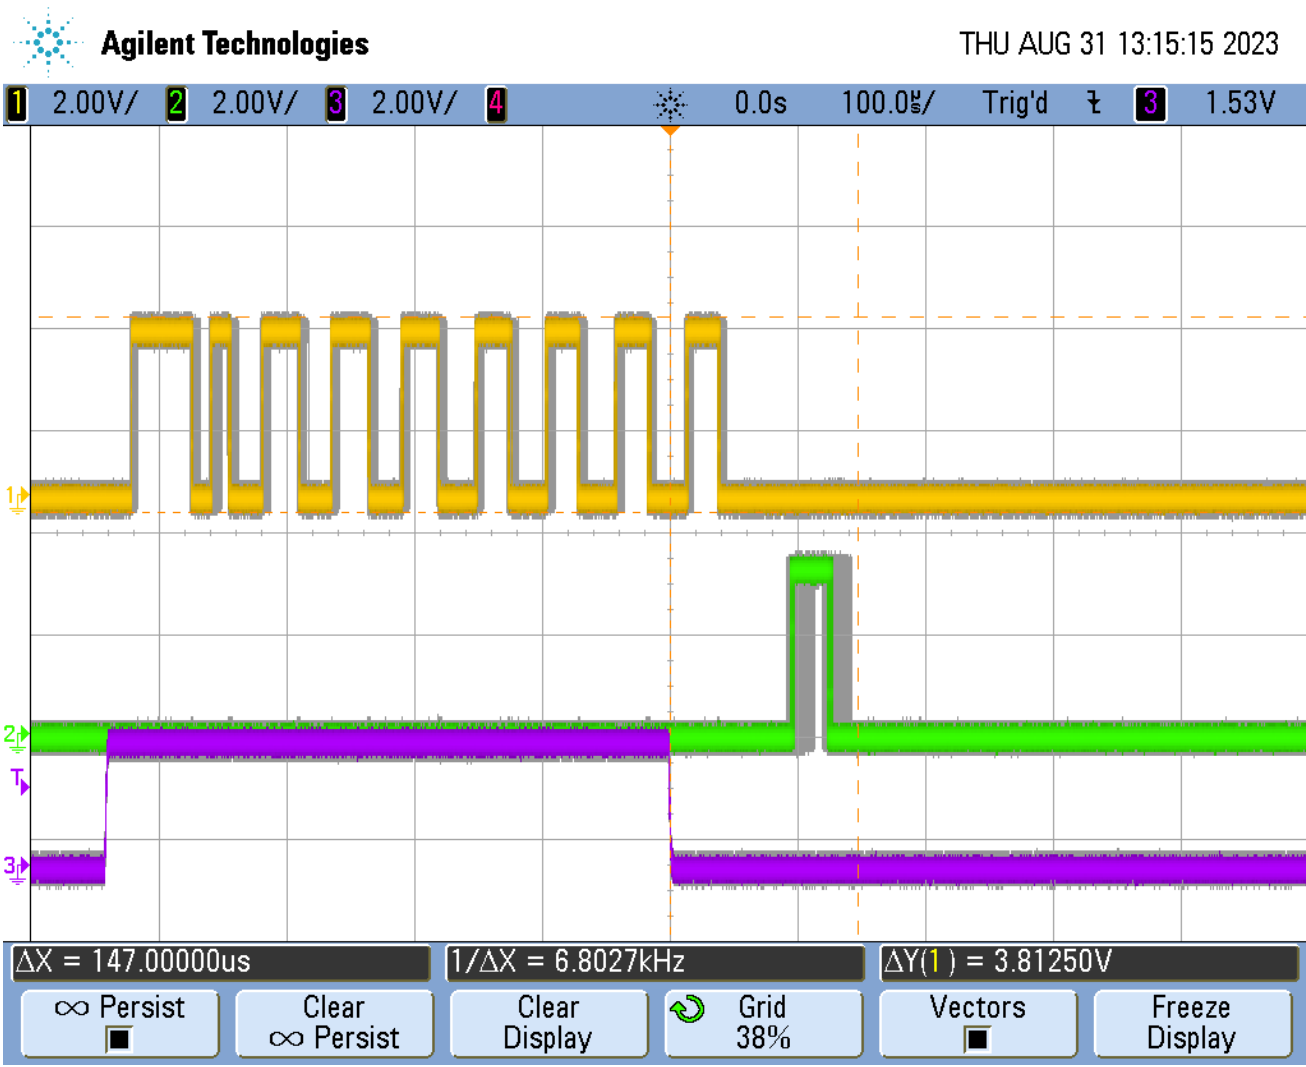 Agilent Technologies
THU AUG 31 13:15:15 2023
1 2.00V/ 2 2.00V/ 3 2.00V/ 4 0.0s 100.0µs/ Trig'd 3 1.53V
1
2
T
3
ΔX = 147.00000us 1/ΔX = 6.8027kHz ΔY(1) = 3.81250V
∞ Persist
Clear
∞ Persist
Clear
Display
Grid
38%
Vectors
Freeze
Display